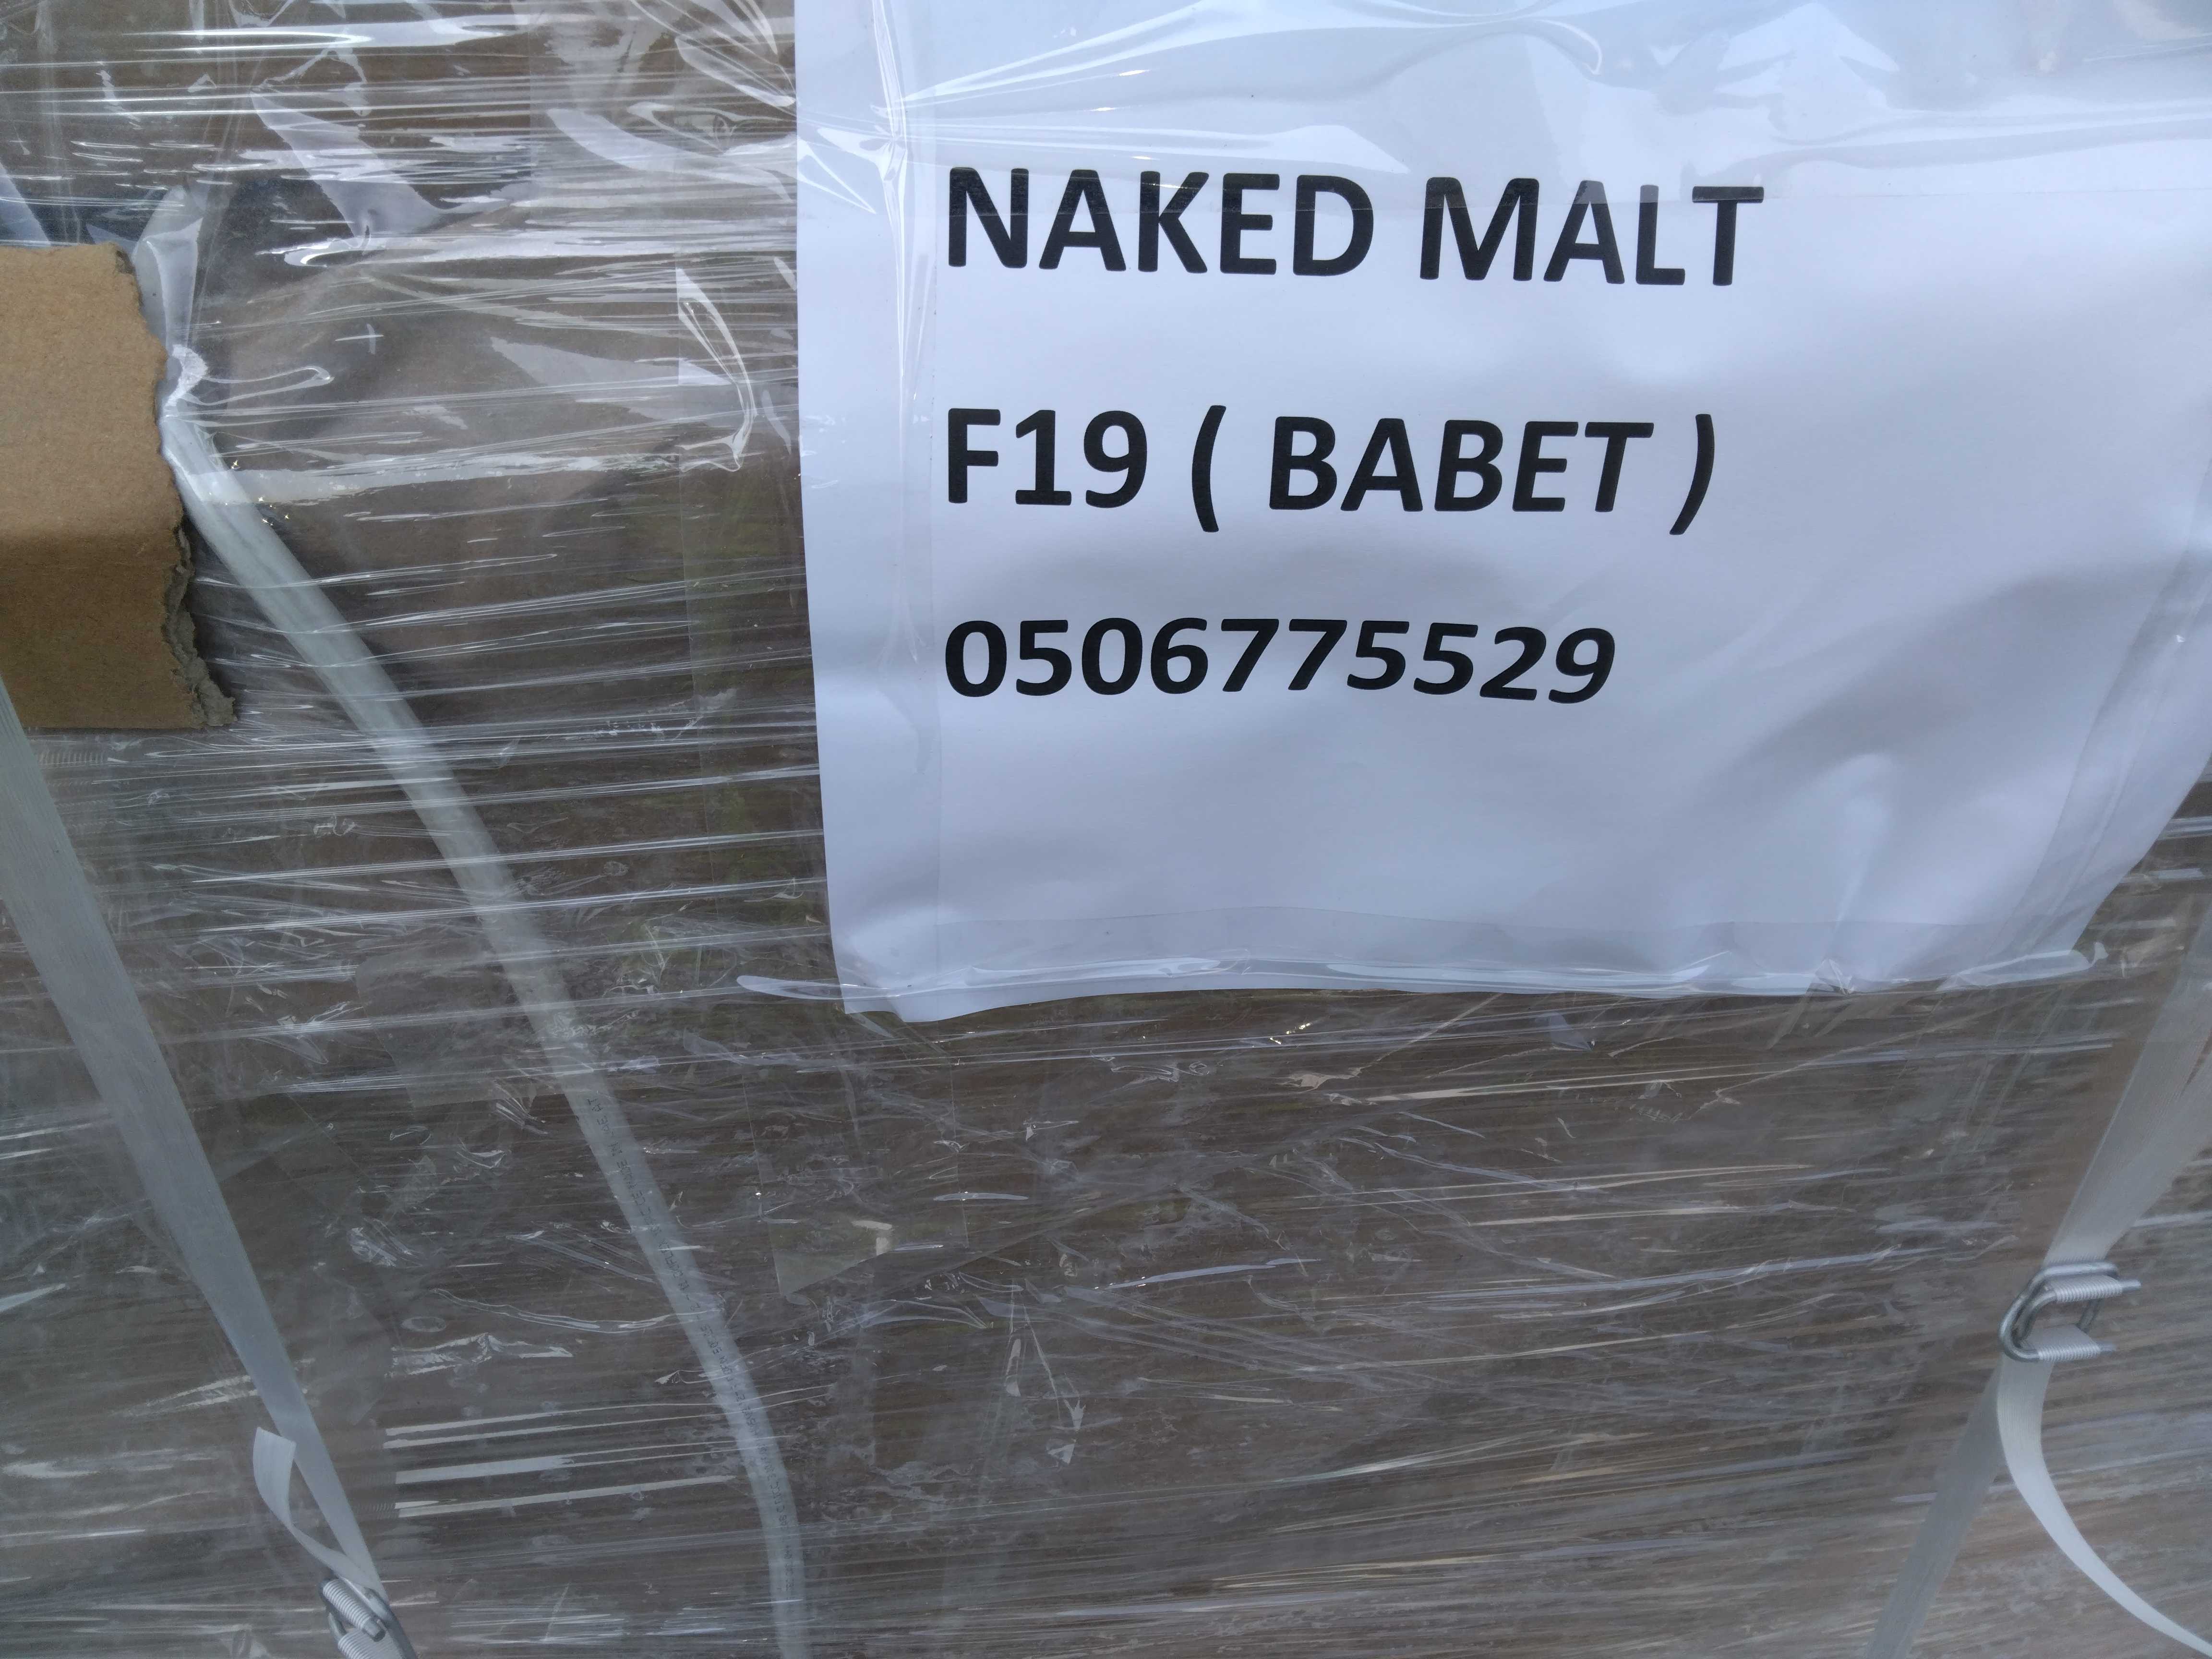 NAKED MALT
F19 ( BABET )
0506775529